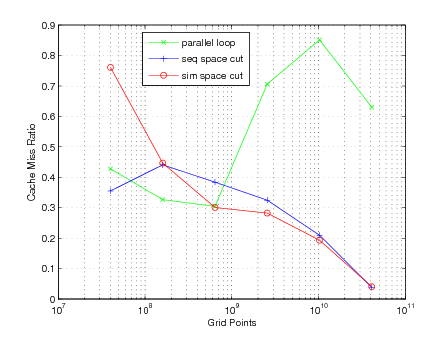 0.9
0.8
0.7
0.6
0.5
0.4
0.3
0.2
0.1
0
Cache Miss Ratio
parallel loop
seq space cut
sim space cut
10^7 10^8 10^9 10^10 10^11
Grid Points